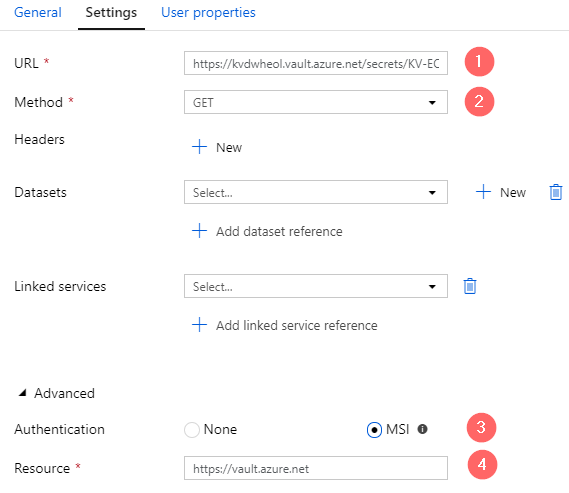 General Settings User properties
URL * https://kvdwheol.vault.azure.net/secrets/KV-EC 1
Method * GET 2
Headers
New
Datasets Select... New
Add dataset reference
Linked services Select...
Add linked service reference
Advanced
Authentication None MSI 3
Resource * https://vault.azure.net 4